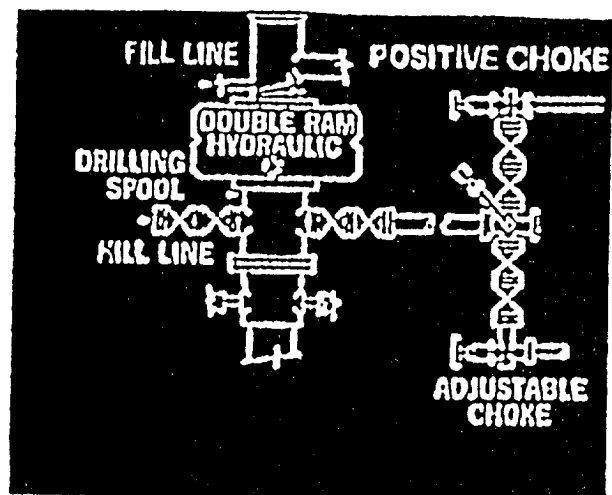 FILL LINE
POSITIVE CHOKE
DOUBLE RAM
HYDRAULIC
DRILLING
SPOOL
KILL LINE
ADJUSTABLE
CHOKE